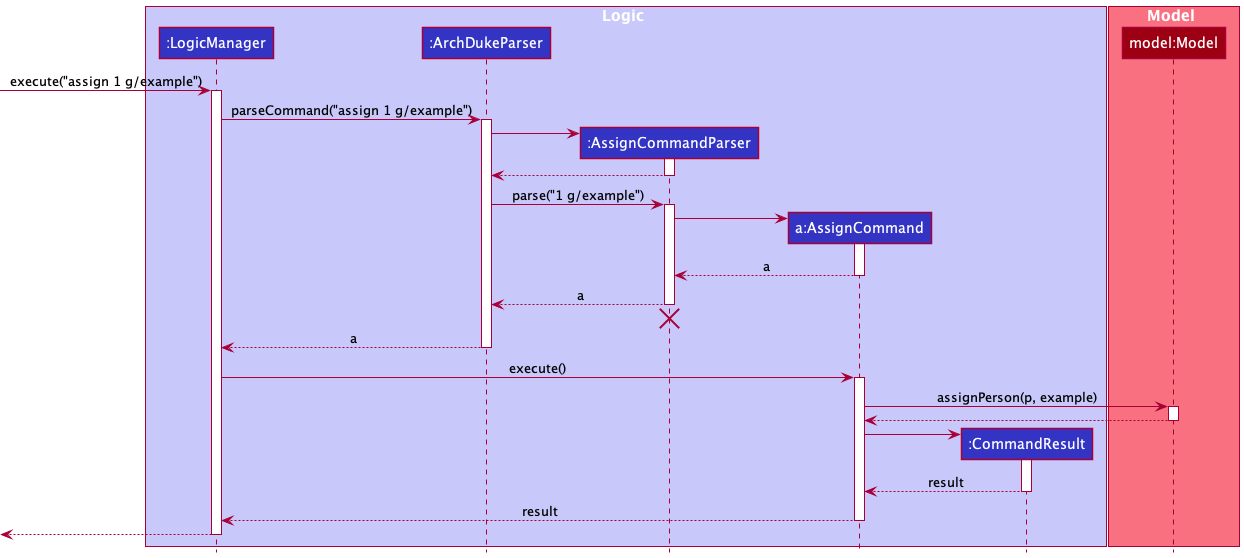 Logic
Model
:LogicManager
:ArchDukeParser
model:Model
execute("assign 1 g/example")
parseCommand("assign 1 g/example")
:AssignCommandParser
parse("1 g/example")
a:AssignCommand
a
a
a
execute()
assignPerson(p, example)
:CommandResult
result
result